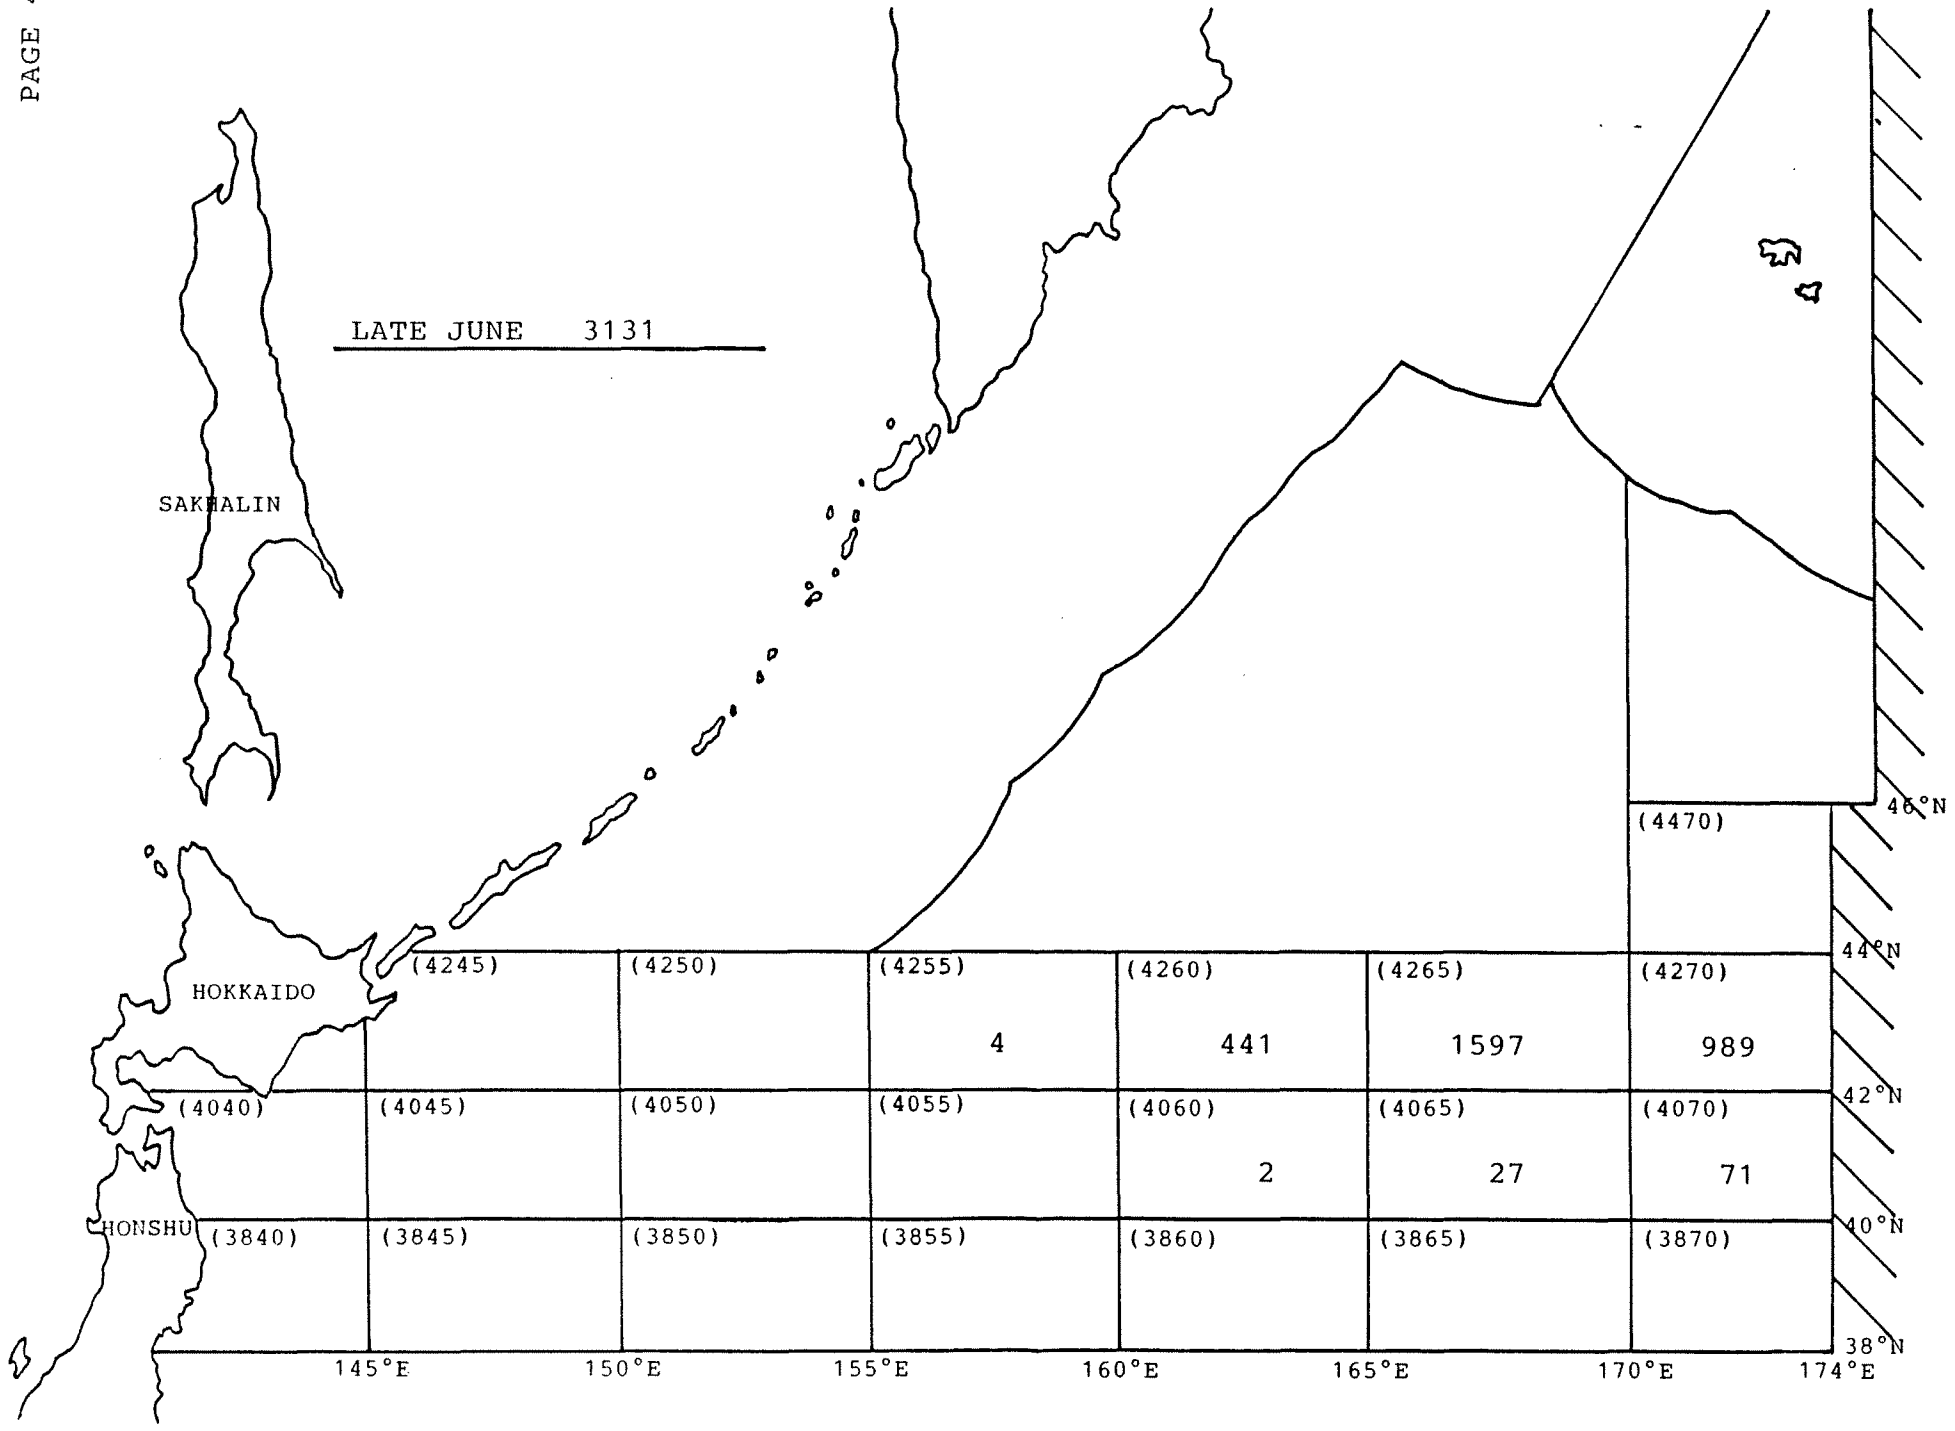 PAGE
LATE JUNE 3131
SAKHALIN
46°N
(4470)
44°N
(4245) (4250) (4255) (4260) (4265) (4270)
HOKKAIDO
4 441 1597 989
42°N
(4040) (4045) (4050) (4055) (4060) (4065) (4070)
2 27 71
40°N
HONSHU (3840) (3845) (3850) (3855) (3860) (3865) (3870)
38°N
145°E 150°E 155°E 160°E 165°E 170°E 174°E